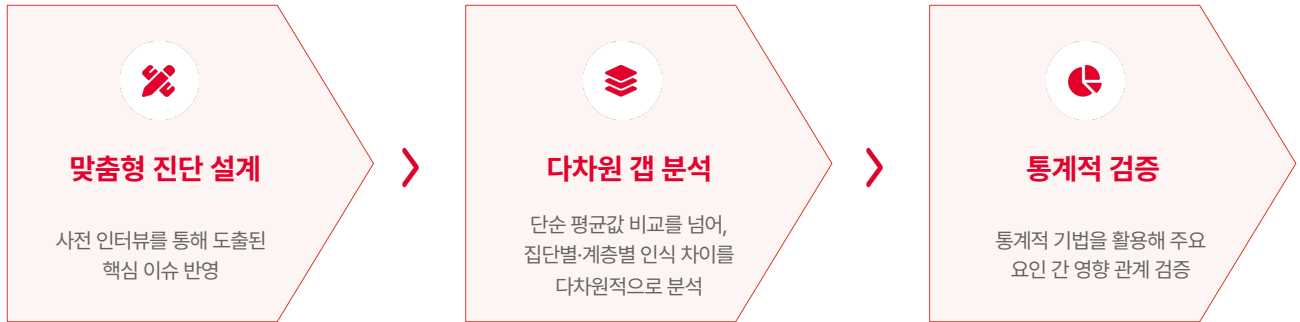 맞춤형 진단 설계
사전 인터뷰를 통해 도출된
핵심 이슈 반영
다차원 갭 분석
단순 평균값 비교를 넘어,
집단별·계층별 인식 차이를
다차원적으로 분석
통계적 검증
통계적 기법을 활용해 주요
요인 간 영향 관계 검증